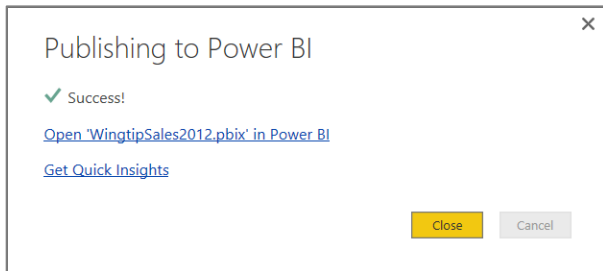 Publishing to Power BI
Success!
Open 'WingtipSales2012.pbix' in Power BI
Get Quick Insights
Close Cancel